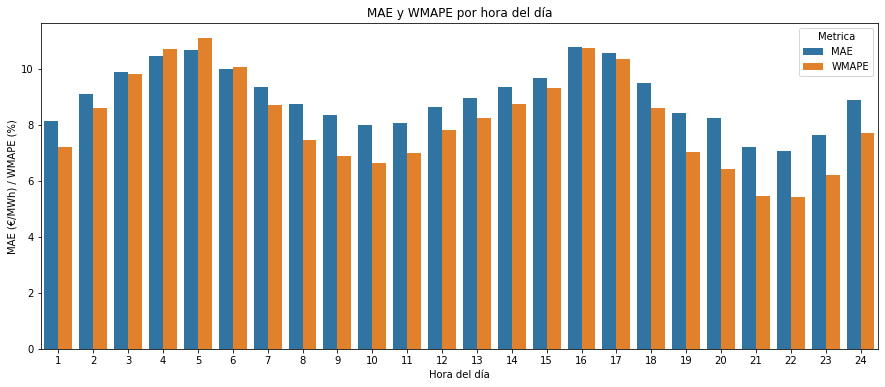 MAE y WMAPE por hora del día
Metrica
MAE
WMAPE
MAE (€/MWh) / WMAPE (%)
10
8
6
4
2
0
1 2 3 4 5 6 7 8 9 10 11 12 13 14 15 16 17 18 19 20 21 22 23 24
Hora del día